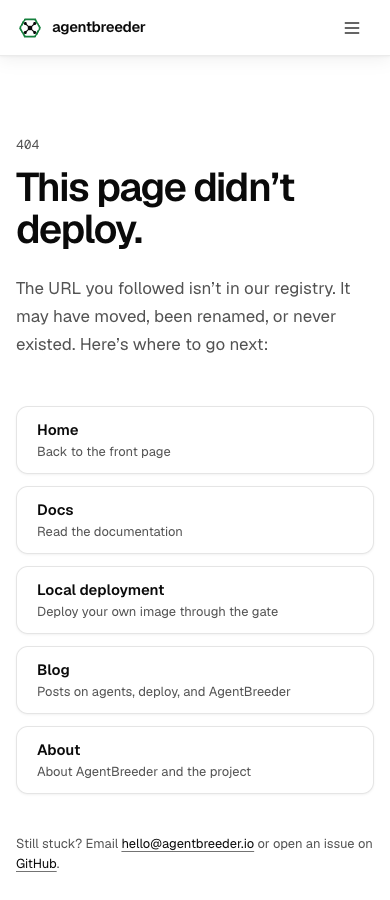 agentbreeder
404
This page didn’t
deploy.
The URL you followed isn’t in our registry. It
may have moved, been renamed, or never
existed. Here’s where to go next:
Home
Back to the front page
Docs
Read the documentation
Local deployment
Deploy your own image through the gate
Blog
Posts on agents, deploy, and AgentBreeder
About
About AgentBreeder and the project
Still stuck? Email hello@agentbreeder.io or open an issue on
GitHub.